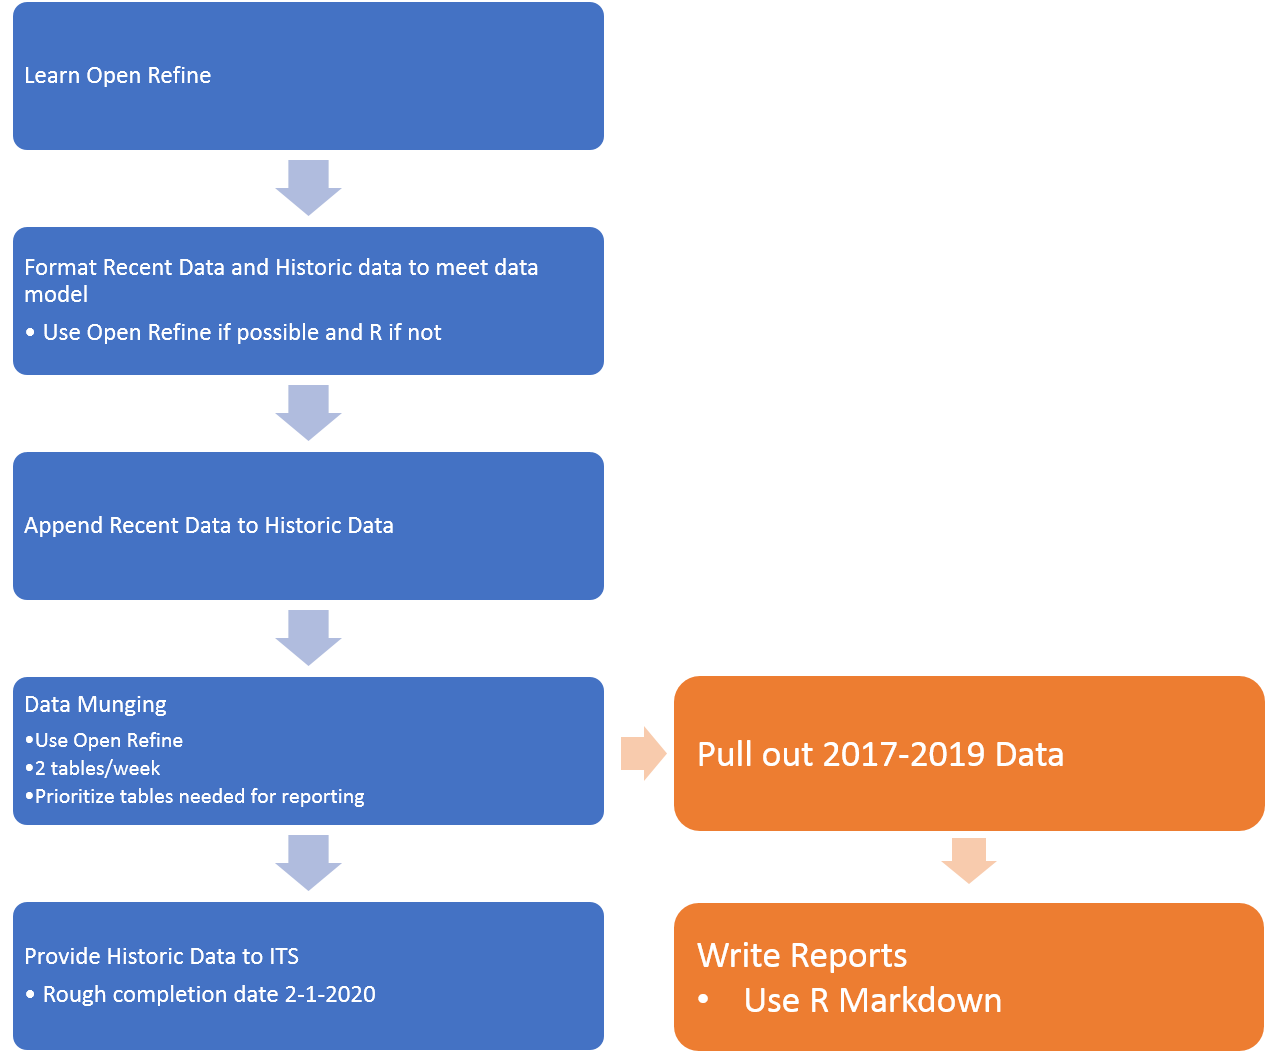 Learn Open Refine
Format Recent Data and Historic data to meet data
model
• Use Open Refine if possible and R if not
Append Recent Data to Historic Data
Data Munging
•Use Open Refine
•2 tables/week
•Prioritize tables needed for reporting
Pull out 2017-2019 Data
Provide Historic Data to ITS
• Rough completion date 2-1-2020
Write Reports
• Use R Markdown